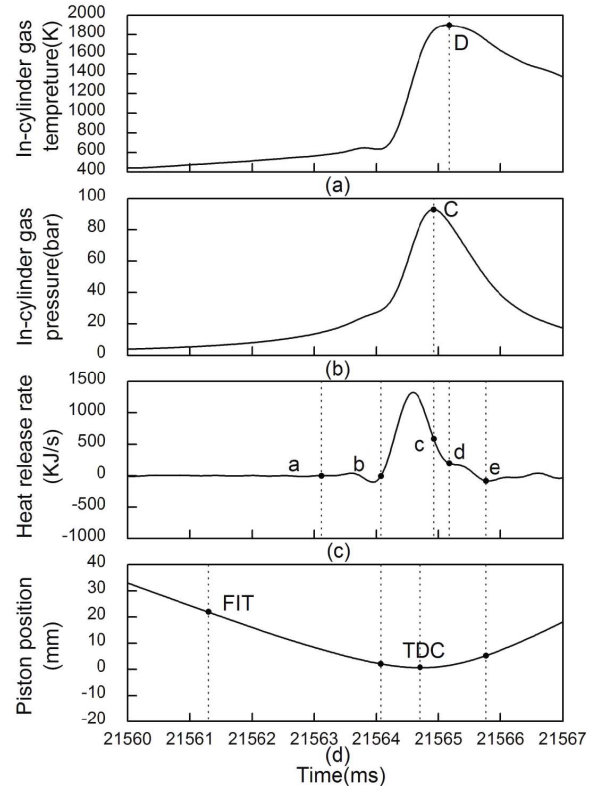 In-cylinder gas
tempreture(K)
2000
1800
1600
1400
1200
1000
800
600
400
D
(a)
In-cylinder gas
pressure(bar)
100
80
60
40
20
0
C
(b)
Heat release rate
(KJ/s)
1500
1000
500
0
-500
-1000
a
b
c
d
e
(c)
Piston position
(mm)
40
30
20
10
0
-10
-20
FIT
TDC
21560 21561 21562 21563 21564 21565 21566 21567
(d)
Time(ms)